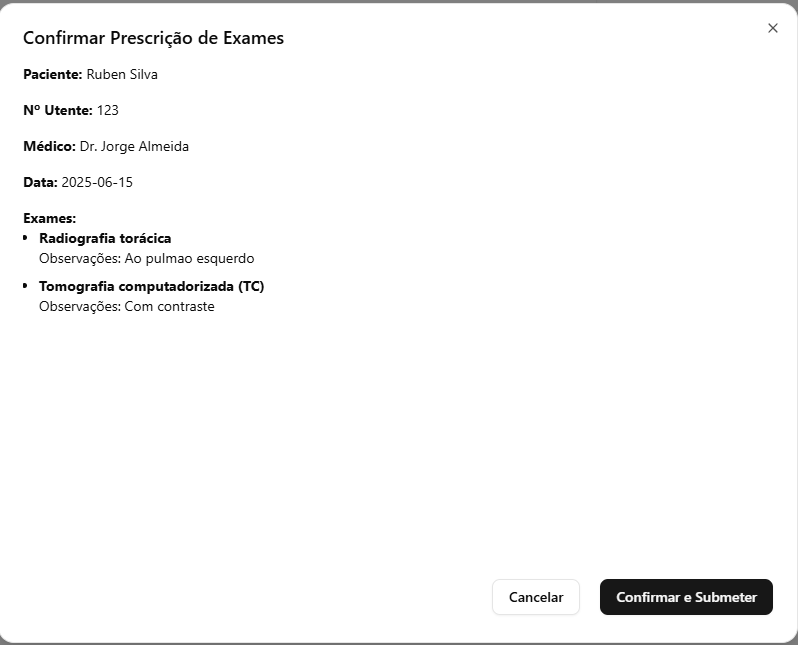 Confirmar Prescrição de Exames
Paciente: Ruben Silva
Nº Utente: 123
Médico: Dr. Jorge Almeida
Data: 2025-06-15
Exames:
• Radiografia torácica
Observações: Ao pulmao esquerdo
• Tomografia computadorizada (TC)
Observações: Com contraste
Cancelar
Confirmar e Submeter